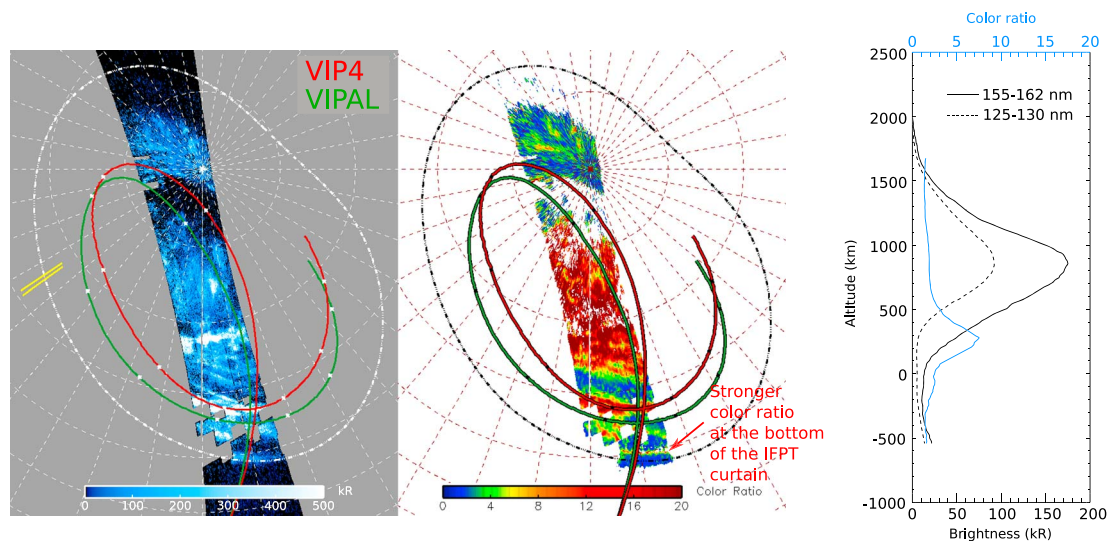 VIP4
VIPAL
kR
0 100 200 300 400 500
Stronger
color ratio
at the bottom
of the IFPT
curtain
Color Ratio
0 4 8 12 16 20
Color ratio
0 5 10 15 20
2500
2000
1500
1000
500
0
-500
-1000
Altitude (km)
155-162 nm
125-130 nm
0 50 100 150 200
Brightness (kR)